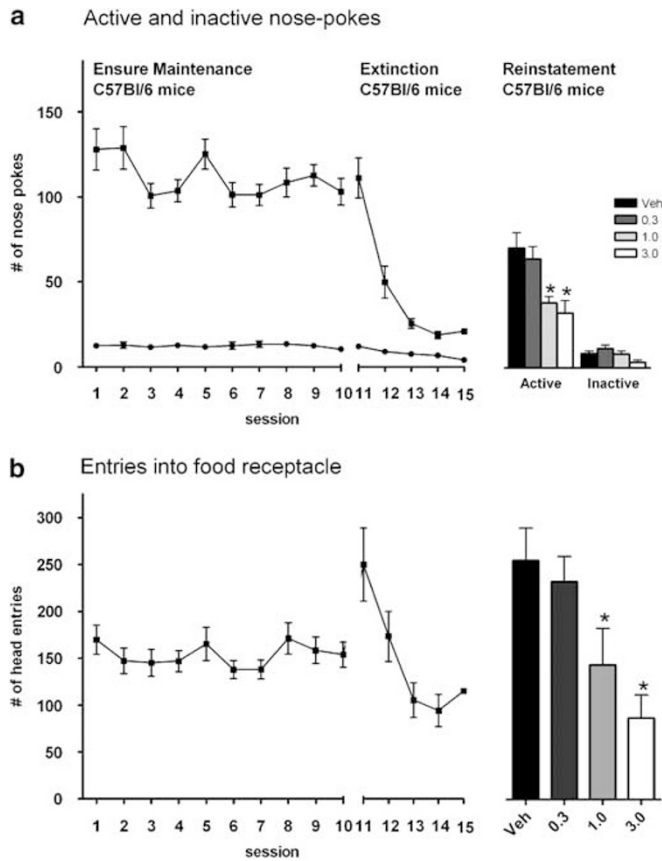 a Active and inactive nose-pokes
Ensure Maintenance
C57Bl/6 mice
Extinction
C57Bl/6 mice
Reinstatement
C57Bl/6 mice
# of nose pokes
150
100
50
0
1 2 3 4 5 6 7 8 9 10 11 12 13 14 15
session
Veh
0.3
1.0
3.0
* *
Active Inactive
b Entries into food receptacle
# of head entries
300
250
200
150
100
50
0
1 2 3 4 5 6 7 8 9 10 11 12 13 14 15
session
* *
Veh 0.3 1.0 3.0